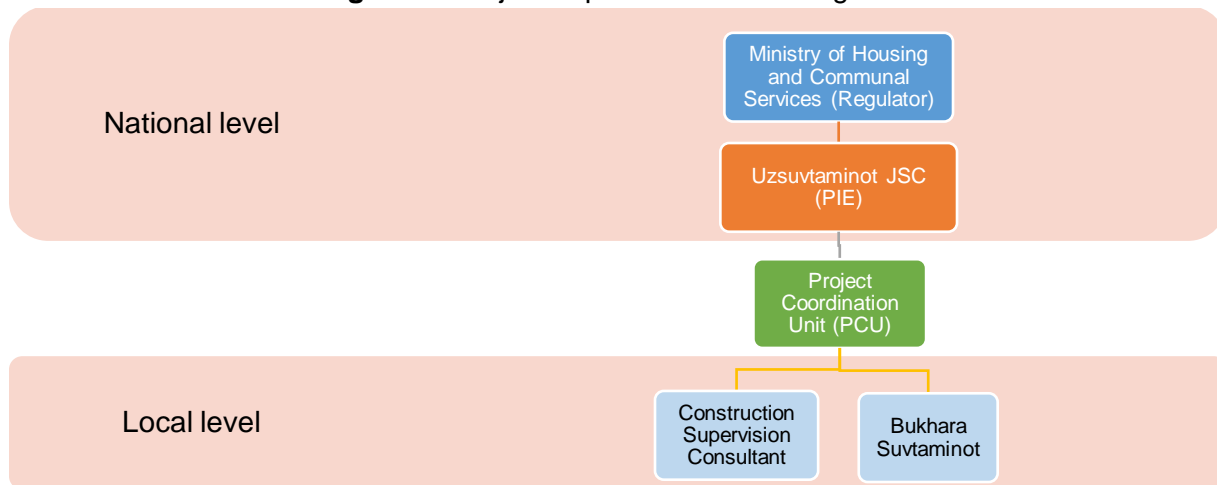 Ministry of Housing
and Communal
Services (Regulator)
National level
Uzsuvtaminot JSC
(PIE)
Project
Coordination
Unit (PCU)
Local level
Construction
Supervision
Consultant
Bukhara
Suvtaminot